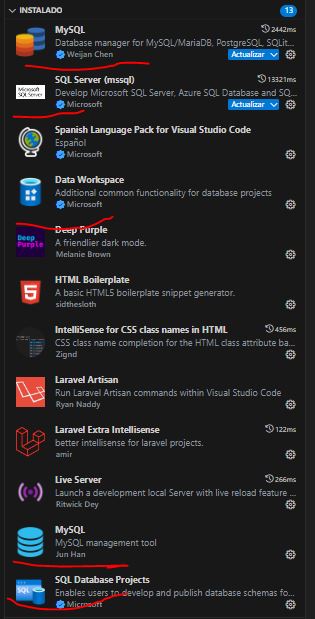 INSTALADO 13
MySQL 2442ms
Database manager for MySQL/MariaDB, PostgreSQL, SQLit...
Weijan Chen Actualizar
Microsoft
SQL Server
SQL Server (mssql) 13321ms
Develop Microsoft SQL Server, Azure SQL Database and SQ...
Microsoft Actualizar
Spanish Language Pack for Visual Studio Code
Español
Microsoft
Data Workspace
Additional common functionality for database projects
Microsoft
Deep
Purple
Deep Purple
A friendlier dark mode.
Melanie Brown
HTML Boilerplate
A basic HTML5 boilerplate snippet generator.
sidthesloth
IntelliSense for CSS class names in HTML 456ms
CSS class name completion for the HTML class attribute ba...
Zignd
Laravel Artisan
Run Laravel Artisan commands within Visual Studio Code
Ryan Naddy
Laravel Extra Intellisense 122ms
better intellisense for laravel projects.
amir
Live Server 266ms
Launch a development local Server with live reload feature ...
Ritwick Dey
MySQL
MySQL management tool
Jun Han
SQL
SQL Database Projects
Enables users to develop and publish database schemas fo...
Microsoft